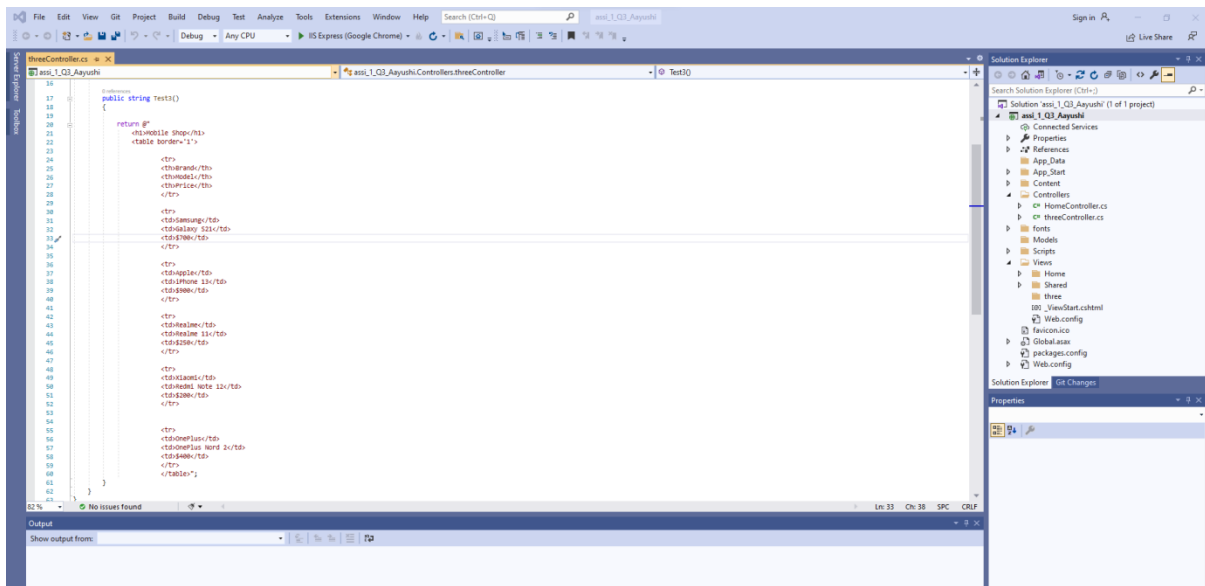 File Edit View Git Project Build Debug Test Analyze Tools Extensions Window Help Search (Ctrl+Q) assi_1_Q3_Aayushi Sign in
Debug Any CPU IIS Express (Google Chrome) Live Share
Server Explorer
Toolbox
threeController.cs
assi_1_Q3_Aayushi assi_1_Q3_Aayushi.Controllers.threeController Test3()
16
0 references
17 public string Test3()
18 {
19
20 return @"
21 <h1>Mobile Shop</h1>
22 <table border='1'>
23
24 <tr>
25 <th>Brand</th>
26 <th>Model</th>
27 <th>Price</th>
28 </tr>
29
30 <tr>
31 <td>Samsung</td>
32 <td>Galaxy S21</td>
33 <td>$700</td>
34 </tr>
35
36 <tr>
37 <td>Apple</td>
38 <td>iPhone 13</td>
39 <td>$900</td>
40 </tr>
41
42 <tr>
43 <td>Realme</td>
44 <td>Realme 11</td>
45 <td>$250</td>
46 </tr>
47
48 <tr>
49 <td>Xiaomi</td>
50 <td>Redmi Note 12</td>
51 <td>$200</td>
52 </tr>
53
54
55 <tr>
56 <td>OnePlus</td>
57 <td>OnePlus Nord 2</td>
58 <td>$400</td>
59 </tr>
60 </table>";
61 }
62 }
63 }
82 % No issues found Ln: 33 Ch: 38 SPC CRLF
Output
Show output from:
Solution Explorer
Search Solution Explorer (Ctrl+;)
Solution 'assi_1_Q3_Aayushi' (1 of 1 project)
assi_1_Q3_Aayushi
Connected Services
Properties
References
App_Data
App_Start
Content
Controllers
C# HomeController.cs
C# threeController.cs
fonts
Models
Scripts
Views
Home
Shared
three
_ViewStart.cshtml
Web.config
favicon.ico
Global.asax
packages.config
Web.config
Solution Explorer Git Changes
Properties